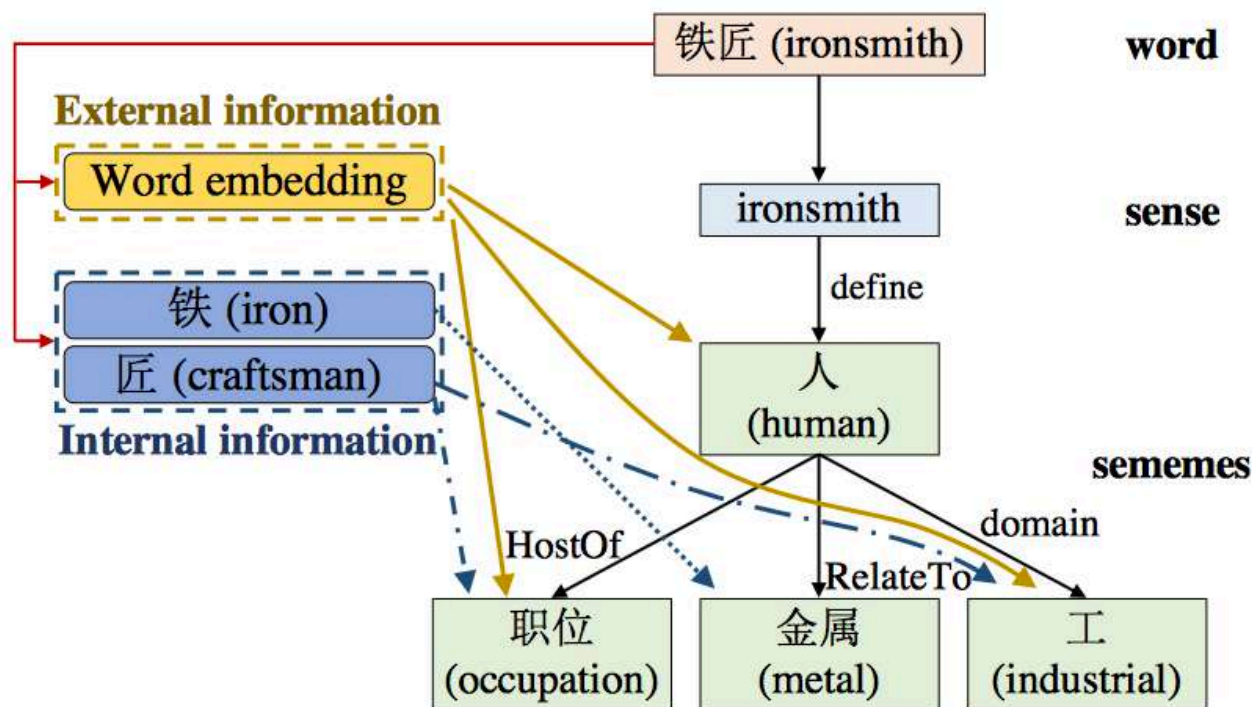 铁匠 (ironsmith)
word
External information
Word embedding
ironsmith
sense
铁 (iron)
define
匠 (craftsman)
人
(human)
Internal information
sememes
HostOf
domain
RelateTo
职位
(occupation)
金属
(metal)
工
(industrial)